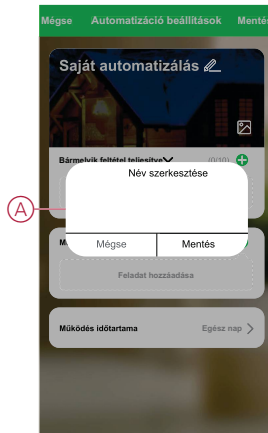 Mégse Automatizáció beállítások Mentés
Saját automatizálás
Bármelyik feltétel teljesítve (0/10)
Név szerkesztése
A
Mégse Mentés
Feladat hozzáadása
Működés időtartama Egész nap